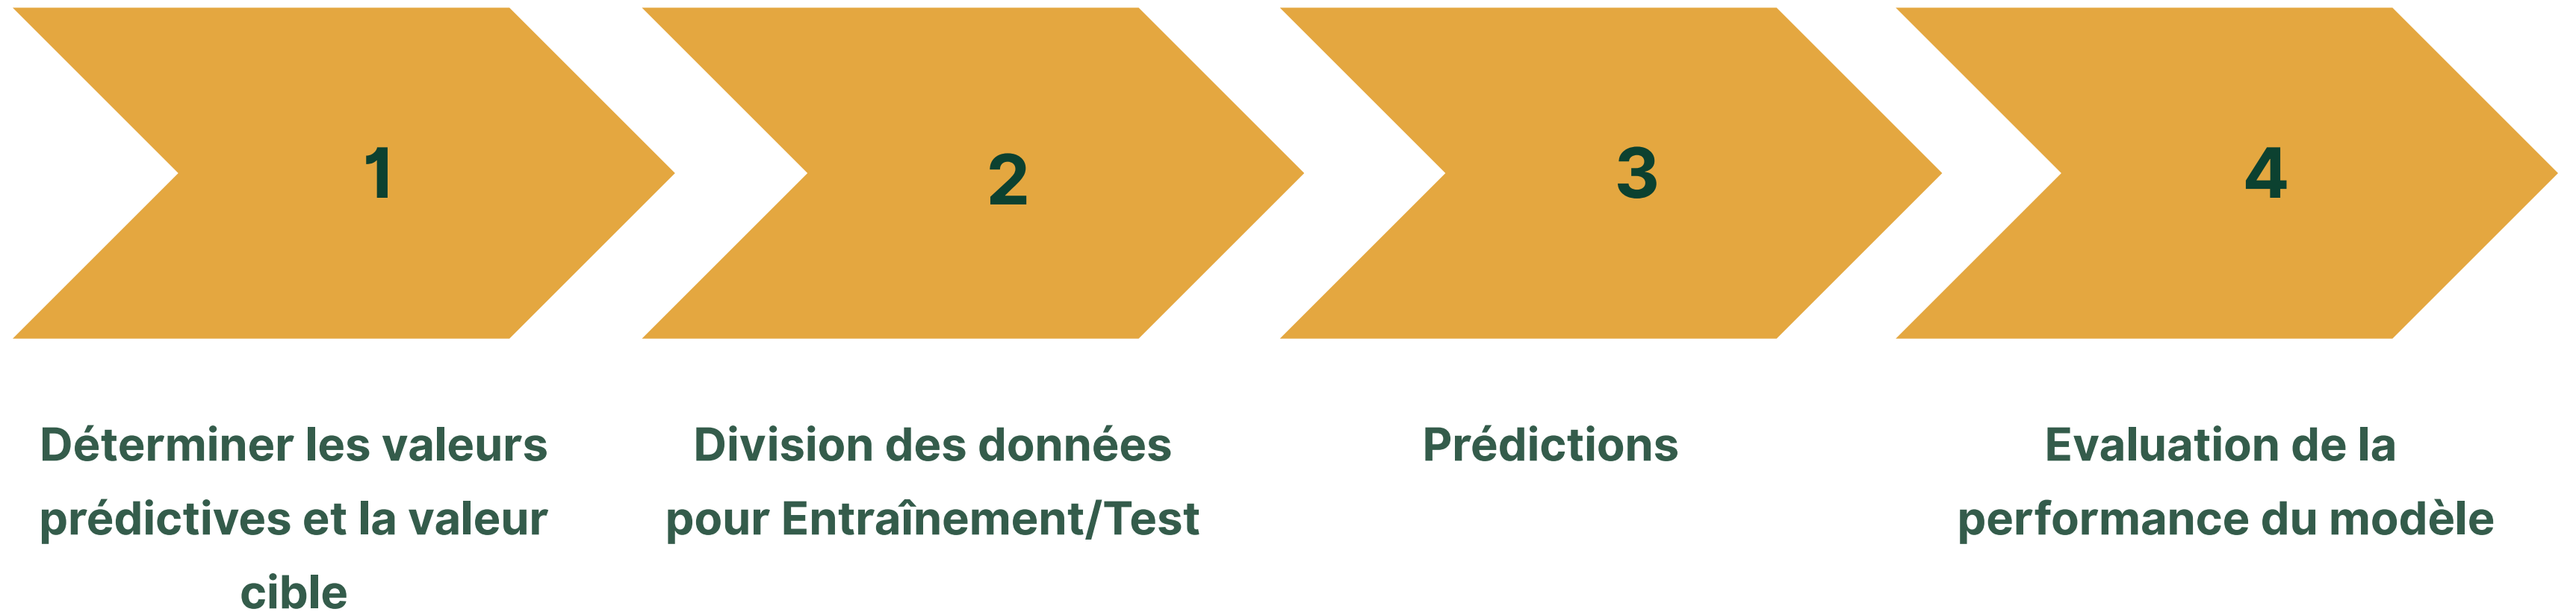 1
2
3
4
Déterminer les valeurs
prédictives et la valeur
cible
Division des données
pour Entraînement/Test
Prédictions
Evaluation de la
performance du modèle